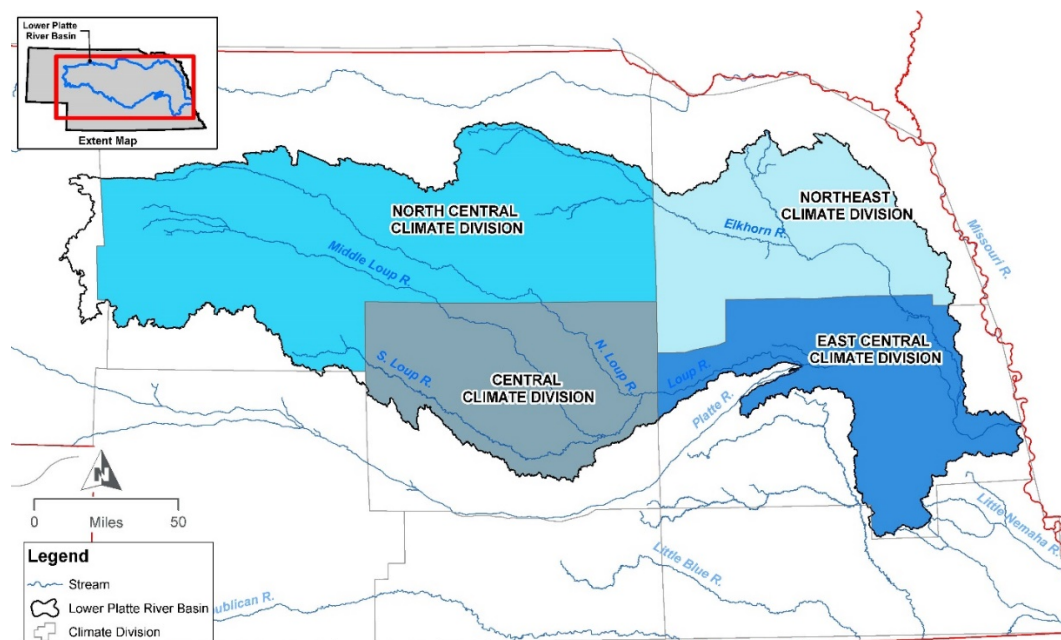 Lower Platte
River Basin
Extent Map
NORTH CENTRAL
CLIMATE DIVISION
NORTHEAST
CLIMATE DIVISION
Elkhorn R.
Missouri R.
Middle Loup R.
N. Loup R.
S. Loup R.
CENTRAL
CLIMATE DIVISION
Loup R.
EAST CENTRAL
CLIMATE DIVISION
Platte R.
N
0 50
Miles
Little Nemaha R.
Little Blue R.
Legend
Stream
Lower Platte River Basin
Climate Division
publican R.